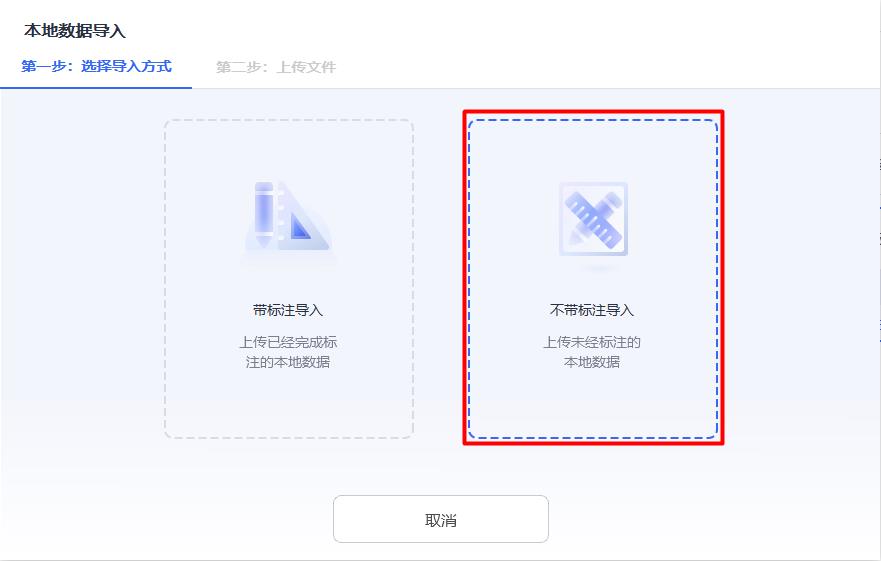 本地数据导入
第一步：选择导入方式
第二步：上传文件
带标注导入
上传已经完成标
注的本地数据
不带标注导入
上传未经标注的
本地数据
取消